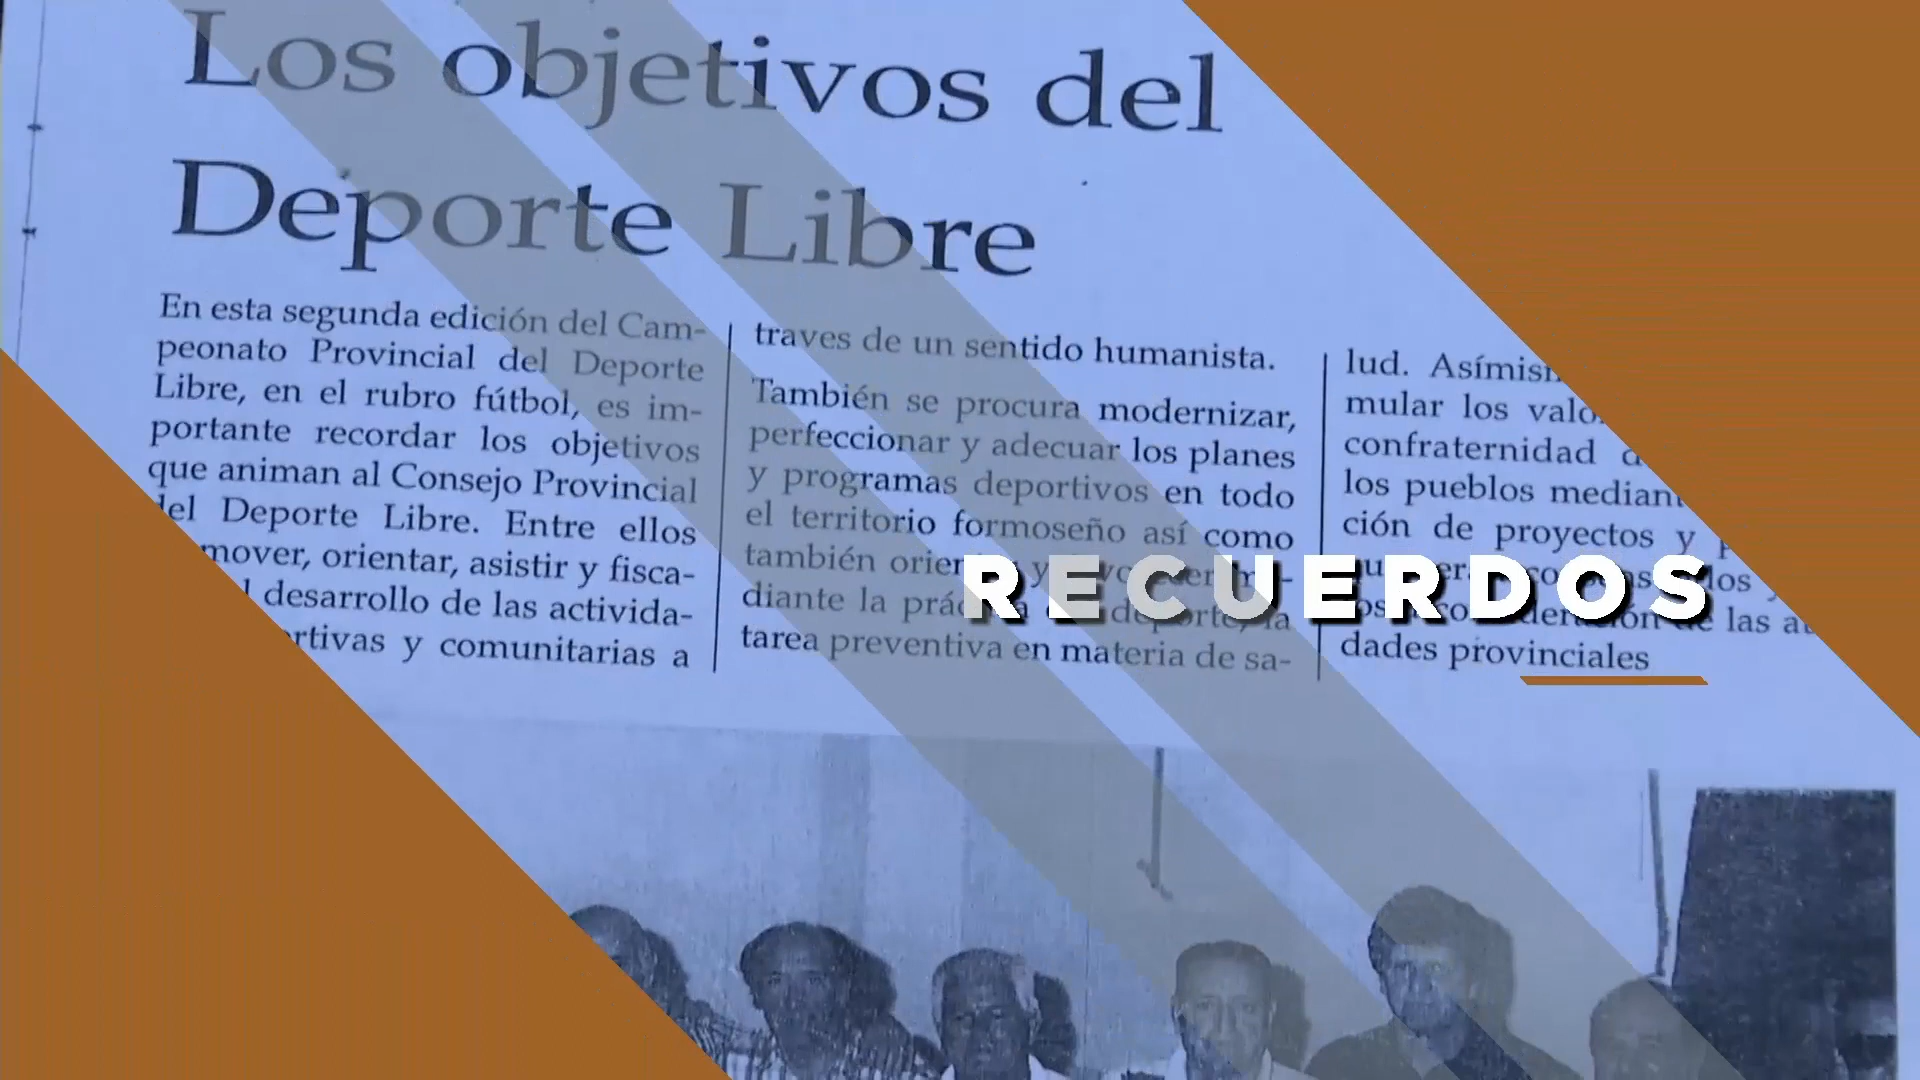 Los objetivos del
Deporte Libre
En esta segunda edición del Cam-
peonato Provincial del Deporte
Libre, en el rubro fútbol, es im-
portante recordar los objetivos
que animan al Consejo Provincial
del Deporte Libre. Entre ellos
mover, orientar, asistir y fisca-
desarrollo de las activida-
rtivas y comunitarias a
traves de un sentido humanista.
También se procura modernizar,
perfeccionar y adecuar los planes
y programas deportivos en todo
el territorio formoseño así como
también
diante la deporte, la
tarea preventiva en materia de sa-
lud. Asímism
mular los valo
confraternidad
los pueblos median
ción de proyectos y
las
dades provinciales
RECUERDOS